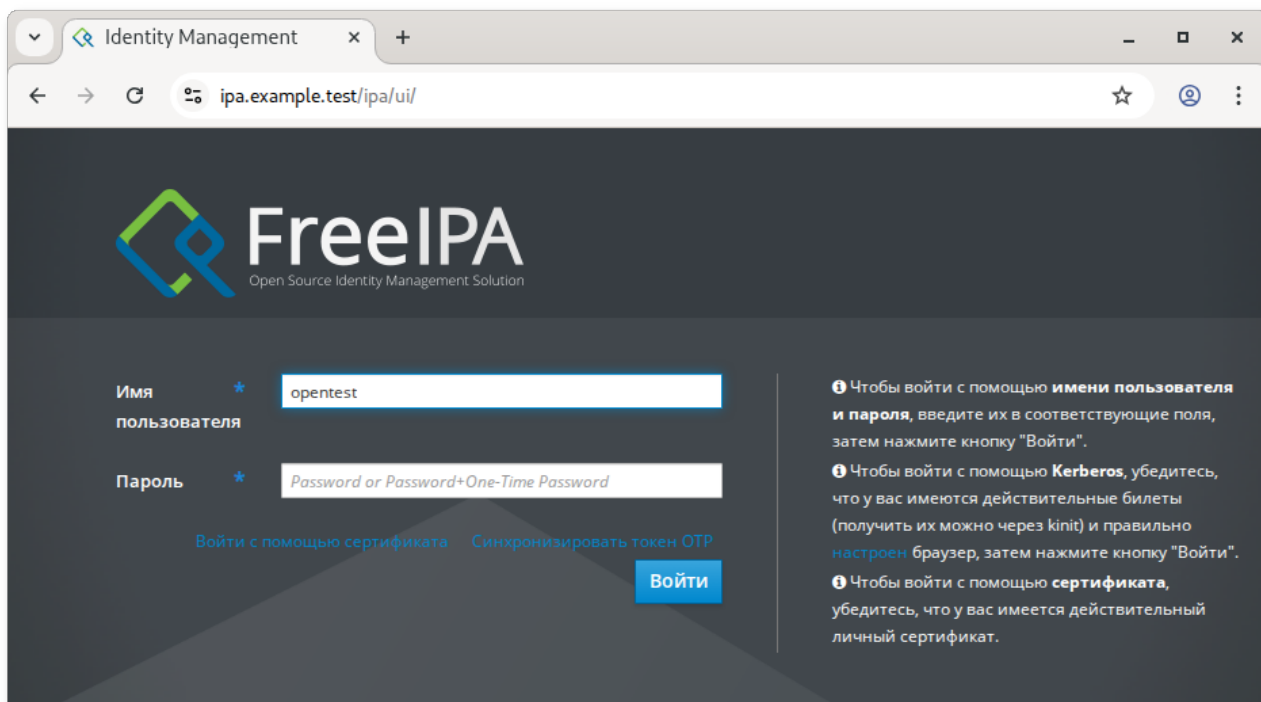 Identity Management
ipa.example.test/ipa/ui/
FreeIPA
Open Source Identity Management Solution
Имя * opentest
пользователя
Пароль * Password or Password+One-Time Password
Войти с помощью сертификата Синхронизировать токен OTP
Войти
Чтобы войти с помощью имени пользователя
и пароля, введите их в соответствующие поля,
затем нажмите кнопку "Войти".
Чтобы войти с помощью Kerberos, убедитесь,
что у вас имеются действительные билеты
(получить их можно через kinit) и правильно
настроен браузер, затем нажмите кнопку "Войти".
Чтобы войти с помощью сертификата,
убедитесь, что у вас имеется действительный
личный сертификат.